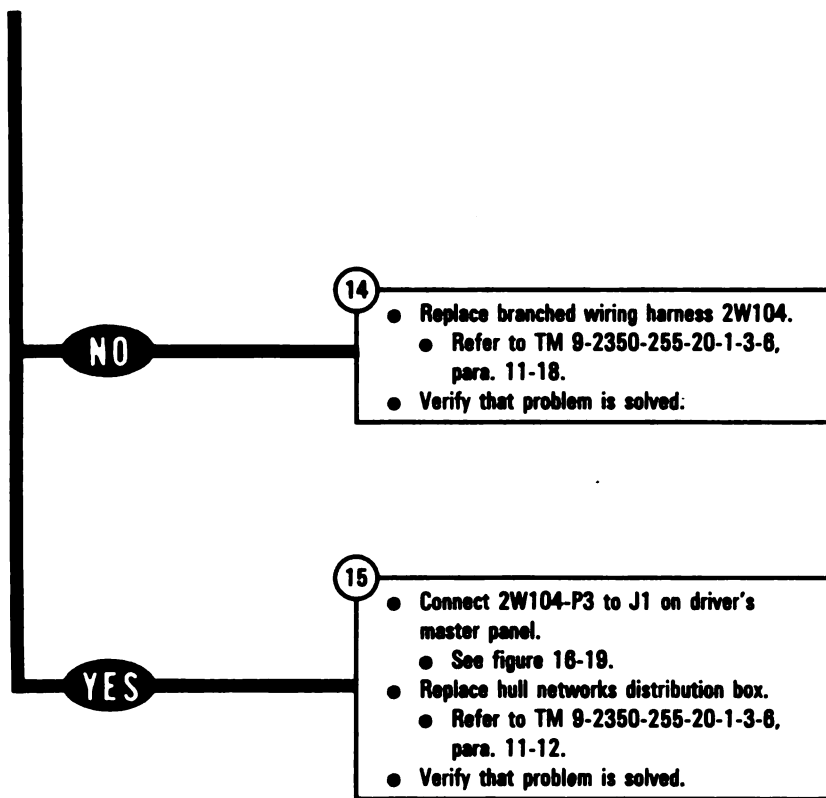 14
● Replace branched wiring harness 2W104.
● Refer to TM 9-2350-255-20-1-3-6,
para. 11-18.
● Verify that problem is solved.
NO
15
● Connect 2W104-P3 to J1 on driver's
master panel.
● See figure 16-19.
● Replace hull networks distribution box.
● Refer to TM 9-2350-255-20-1-3-6,
para. 11-12.
● Verify that problem is solved.
YES